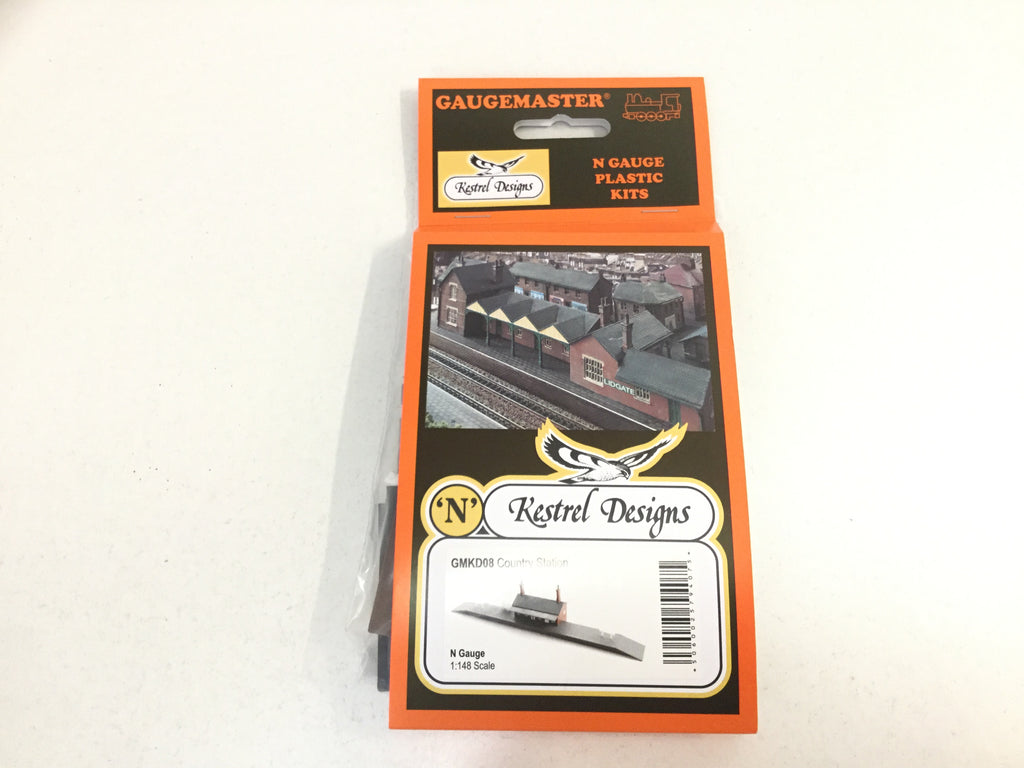 GAUGEMASTER®
Kestrel Designs
N GAUGE
PLASTIC
KITS
LIDGATE
'N'
Kestrel Designs
GMKD08 Country Station
N Gauge
1:148 Scale